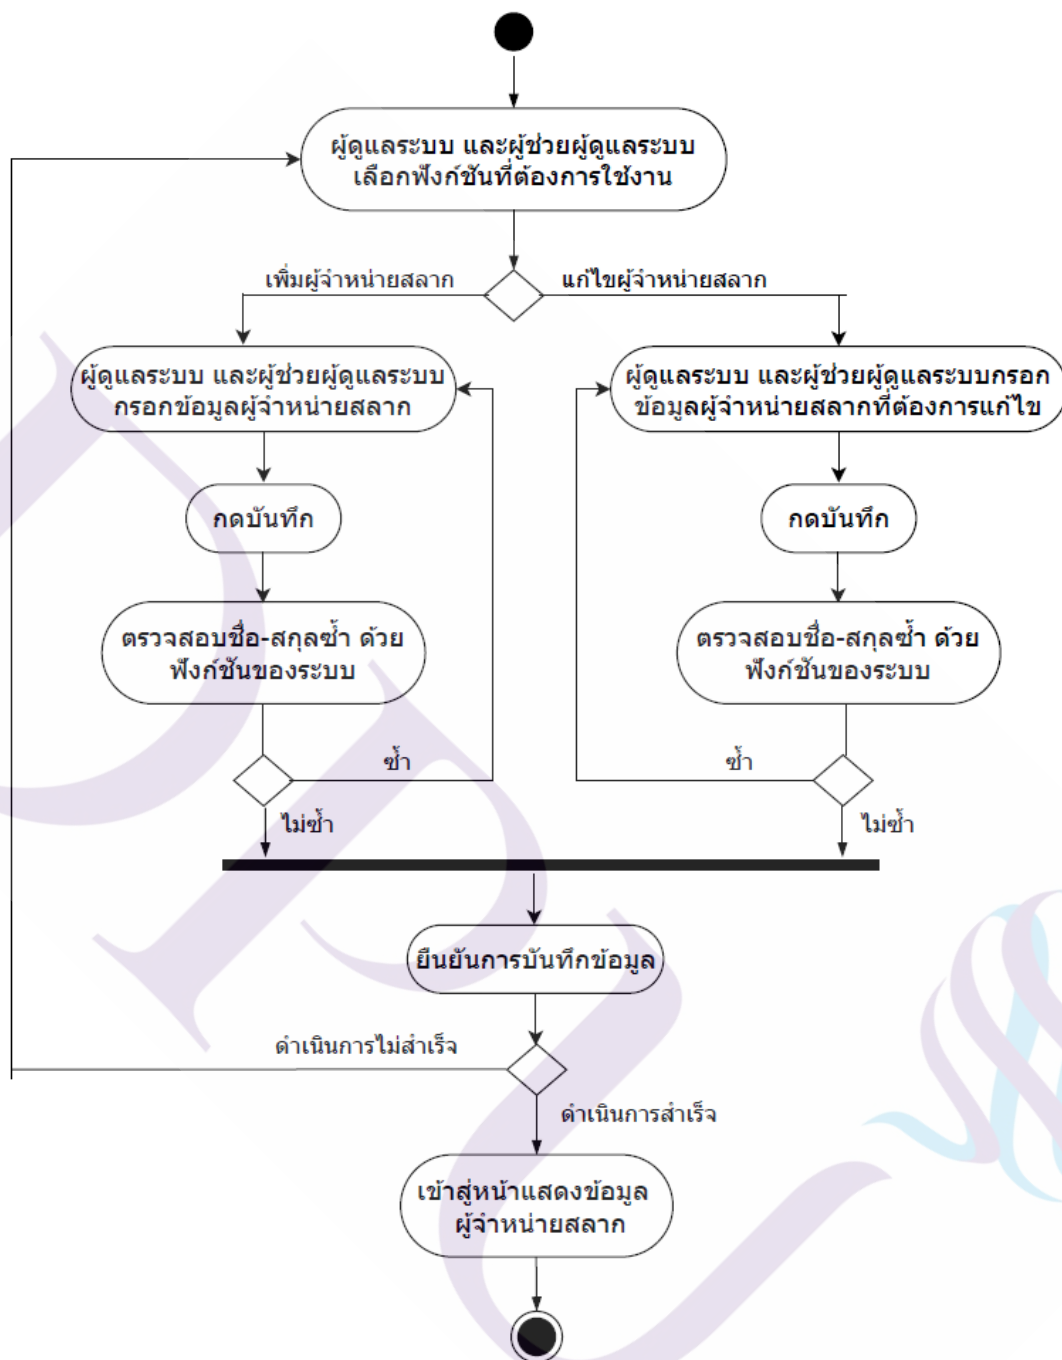 ผู้ดูแลระบบ และผู้ช่วยผู้ดูแลระบบ
เลือกฟังก์ชันที่ต้องการใช้งาน
เพิ่มผู้จำหน่ายสลาก
แก้ไขผู้จำหน่ายสลาก
ผู้ดูแลระบบ และผู้ช่วยผู้ดูแลระบบ
กรอกข้อมูลผู้จำหน่ายสลาก
ผู้ดูแลระบบ และผู้ช่วยผู้ดูแลระบบกรอก
ข้อมูลผู้จำหน่ายสลากที่ต้องการแก้ไข
กดบันทึก
กดบันทึก
ตรวจสอบชื่อ-สกุลซ้ำ ด้วย
ฟังก์ชันของระบบ
ตรวจสอบชื่อ-สกุลซ้ำ ด้วย
ฟังก์ชันของระบบ
ซ้ำ
ซ้ำ
ไม่ซ้ำ
ไม่ซ้ำ
ยืนยันการบันทึกข้อมูล
ดำเนินการไม่สำเร็จ
ดำเนินการสำเร็จ
เข้าสู่หน้าแสดงข้อมูล
ผู้จำหน่ายสลาก